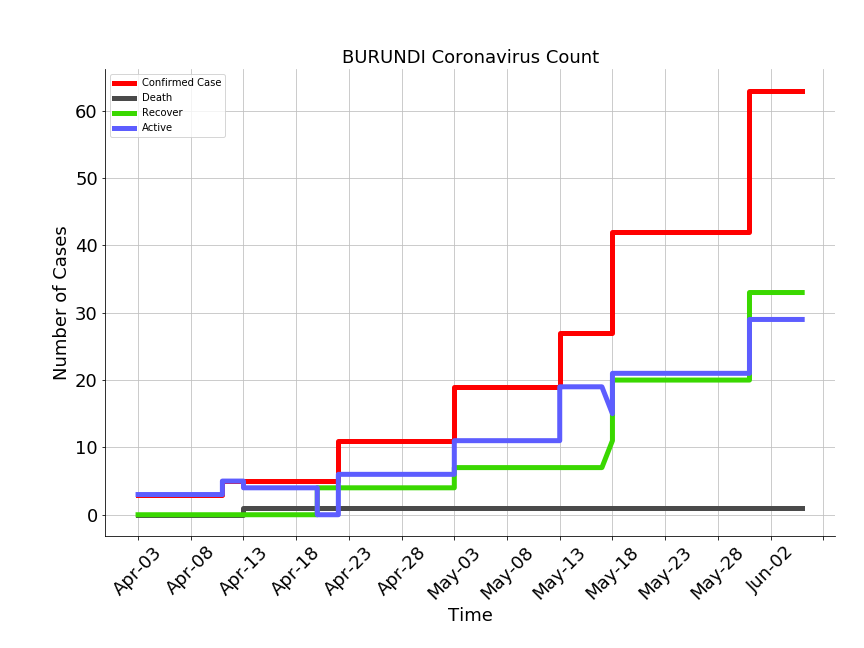 BURUNDI Coronavirus Count
Confirmed Case
Death
Recover
Active
Number of Cases
60
50
40
30
20
10
0
Apr-03
Apr-08
Apr-13
Apr-18
Apr-23
Apr-28
May-03
May-08
May-13
May-18
May-23
May-28
Jun-02
Time